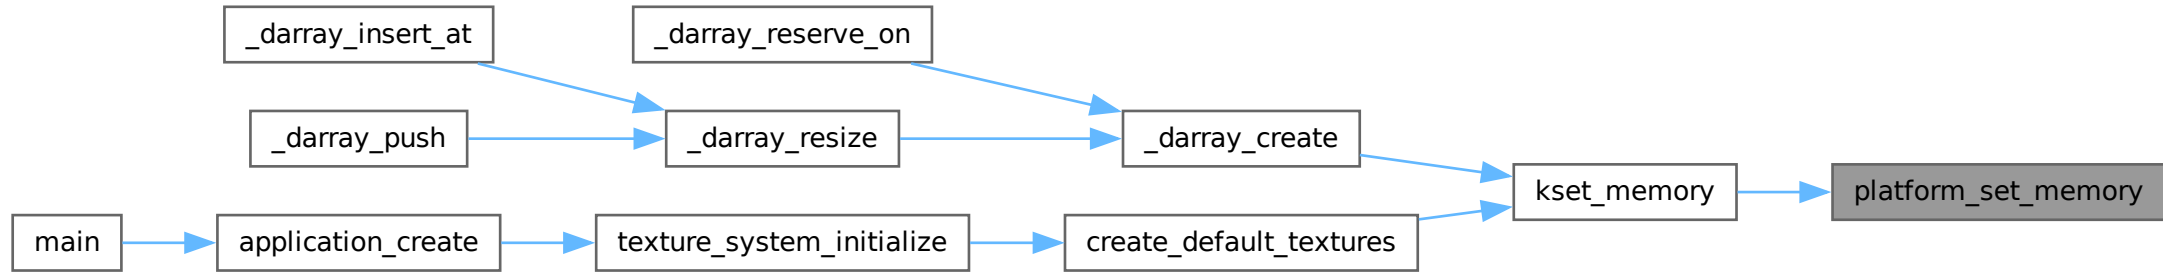 _darray_insert_at
_darray_reserve_on
_darray_push
_darray_resize
_darray_create
kset_memory
platform_set_memory
main
application_create
texture_system_initialize
create_default_textures